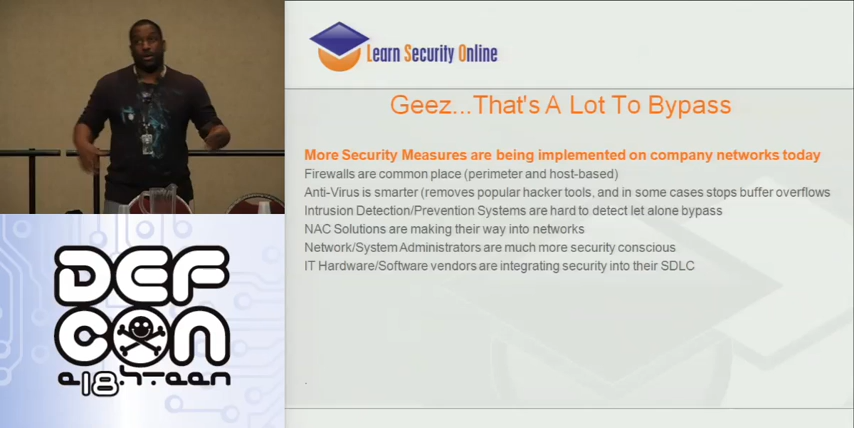 Learn Security Online
Geez...That's A Lot To Bypass
More Security Measures are being implemented on company networks today
Firewalls are common place (perimeter and host-based)
Anti-Virus is smarter (removes popular hacker tools, and in some cases stops buffer overflows
Intrusion Detection/Prevention Systems are hard to detect let alone bypass
NAC Solutions are making their way into networks
Network/System Administrators are much more security conscious
IT Hardware/Software vendors are integrating security into their SDLC
.
DEF
CON